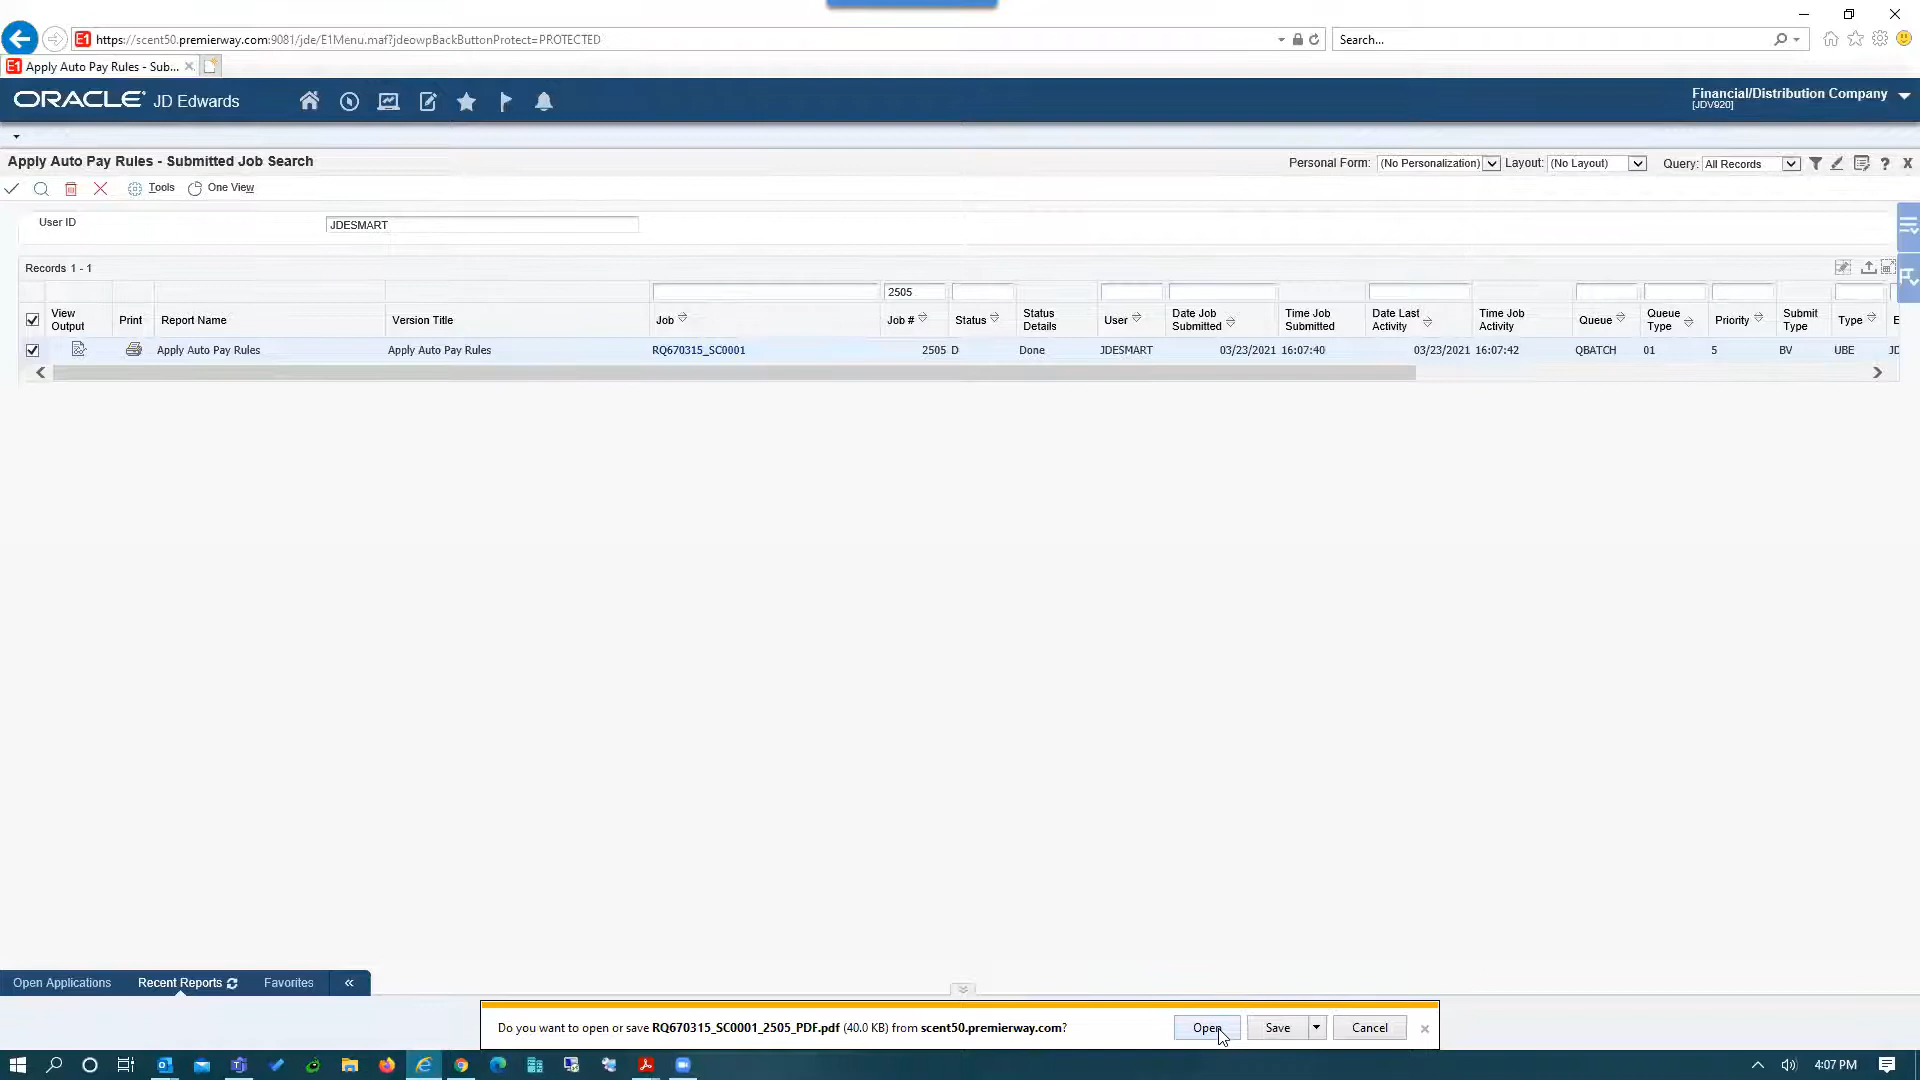 https://scent50.premierway.com:9081/jde/E1Menu.maf?jdeowpBackButtonProtect=PROTECTED
Search...
E1
Apply Auto Pay Rules - Sub...
ORACLE JD Edwards
Financial/Distribution Company
[JDV920]
Apply Auto Pay Rules - Submitted Job Search
Personal Form: (No Personalization) Layout: (No Layout) Query: All Records
Tools One View
User ID JDESMART
Records 1 - 1
2505
View Output Print Report Name Version Title Job Job # Status Status Details User Date Job Submitted Time Job Submitted Date Last Activity Time Job Activity Queue Queue Type Priority Submit Type Type E
Apply Auto Pay Rules Apply Auto Pay Rules RQ670315_SC0001 2505 D Done JDESMART 03/23/2021 16:07:40 03/23/2021 16:07:42 QBATCH 01 5 BV UBE JD
Open Applications Recent Reports Favorites «
Do you want to open or save RQ670315_SC0001_2505_PDF.pdf (40.0 KB) from scent50.premierway.com? Open Save Cancel
4:07 PM